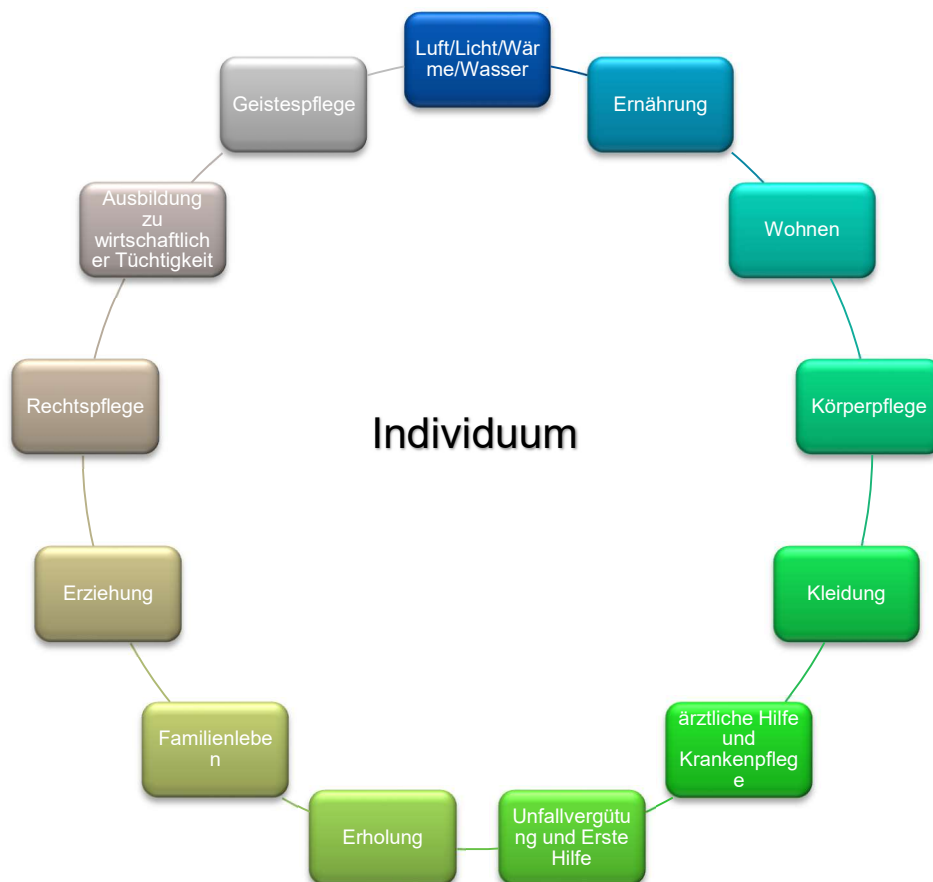 Luft/Licht/Wär
me/Wasser
Ernährung
Wohnen
Körperpflege
Kleidung
ärztliche Hilfe
und
Krankenpfleg
e
Unfallvergütu
ng und Erste
Hilfe
Erholung
Familienlebe
n
Erziehung
Rechtspflege
Ausbildung
zu
wirtschaftlich
er Tüchtigkeit
Geistespflege
Individuum